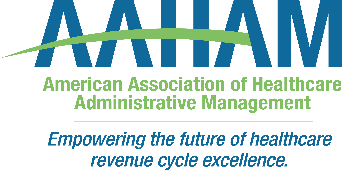 AAHAM
American Association of Healthcare
Administrative Management
Empowering the future of healthcare
revenue cycle excellence.